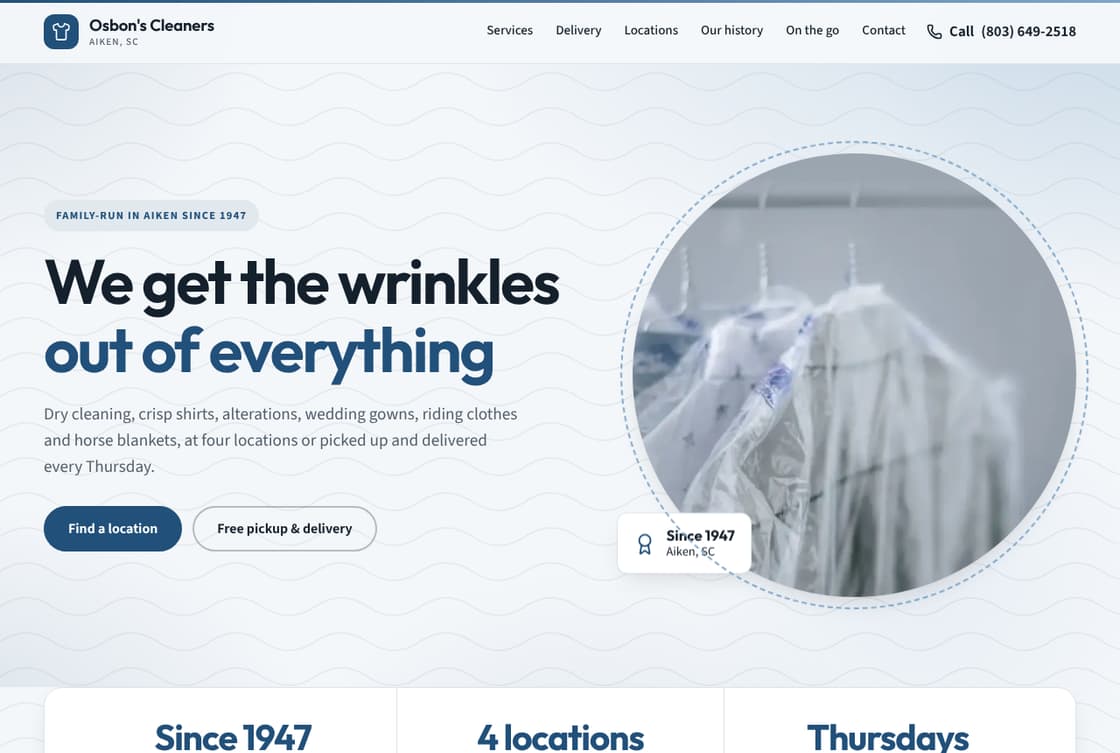 Osbon's Cleaners
AIKEN, SC
Services
Delivery
Locations
Our history
On the go
Contact
Call (803) 649-2518
FAMILY-RUN IN AIKEN SINCE 1947
We get the wrinkles
out of everything
Dry cleaning, crisp shirts, alterations, wedding gowns, riding clothes
and horse blankets, at four locations or picked up and delivered
every Thursday.
Find a location
Free pickup & delivery
Since 1947
Aiken, SC
Since 1947
4 locations
Thursdays